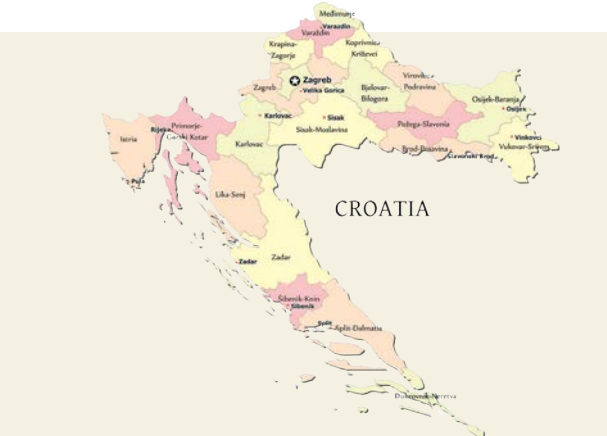 Međimurje
Varazdin
Varaždin
Krapina-
Zagorje
Koprivnica-
Križevci
Zagreb
Zagreb
Velika Gorica
Bjelovar-
Bilogora
Virovitica-
Podravina
Osijek-Baranja
Osijek
Karlovac
Sisak
Sisak-Moslavina
Požega-Slavonia
Vinkovci
Vukovar-Srijem
Brod-Posavina
Slavonski Brod
Istria
Rijeka
Primorje-
Gorski Kotar
Karlovac
Pula
Lika-Senj
CROATIA
Zadar
Zadar
Šibenik-Knin
Sibenik
Split
Split-Dalmatia
Dubrovnik-Neretva